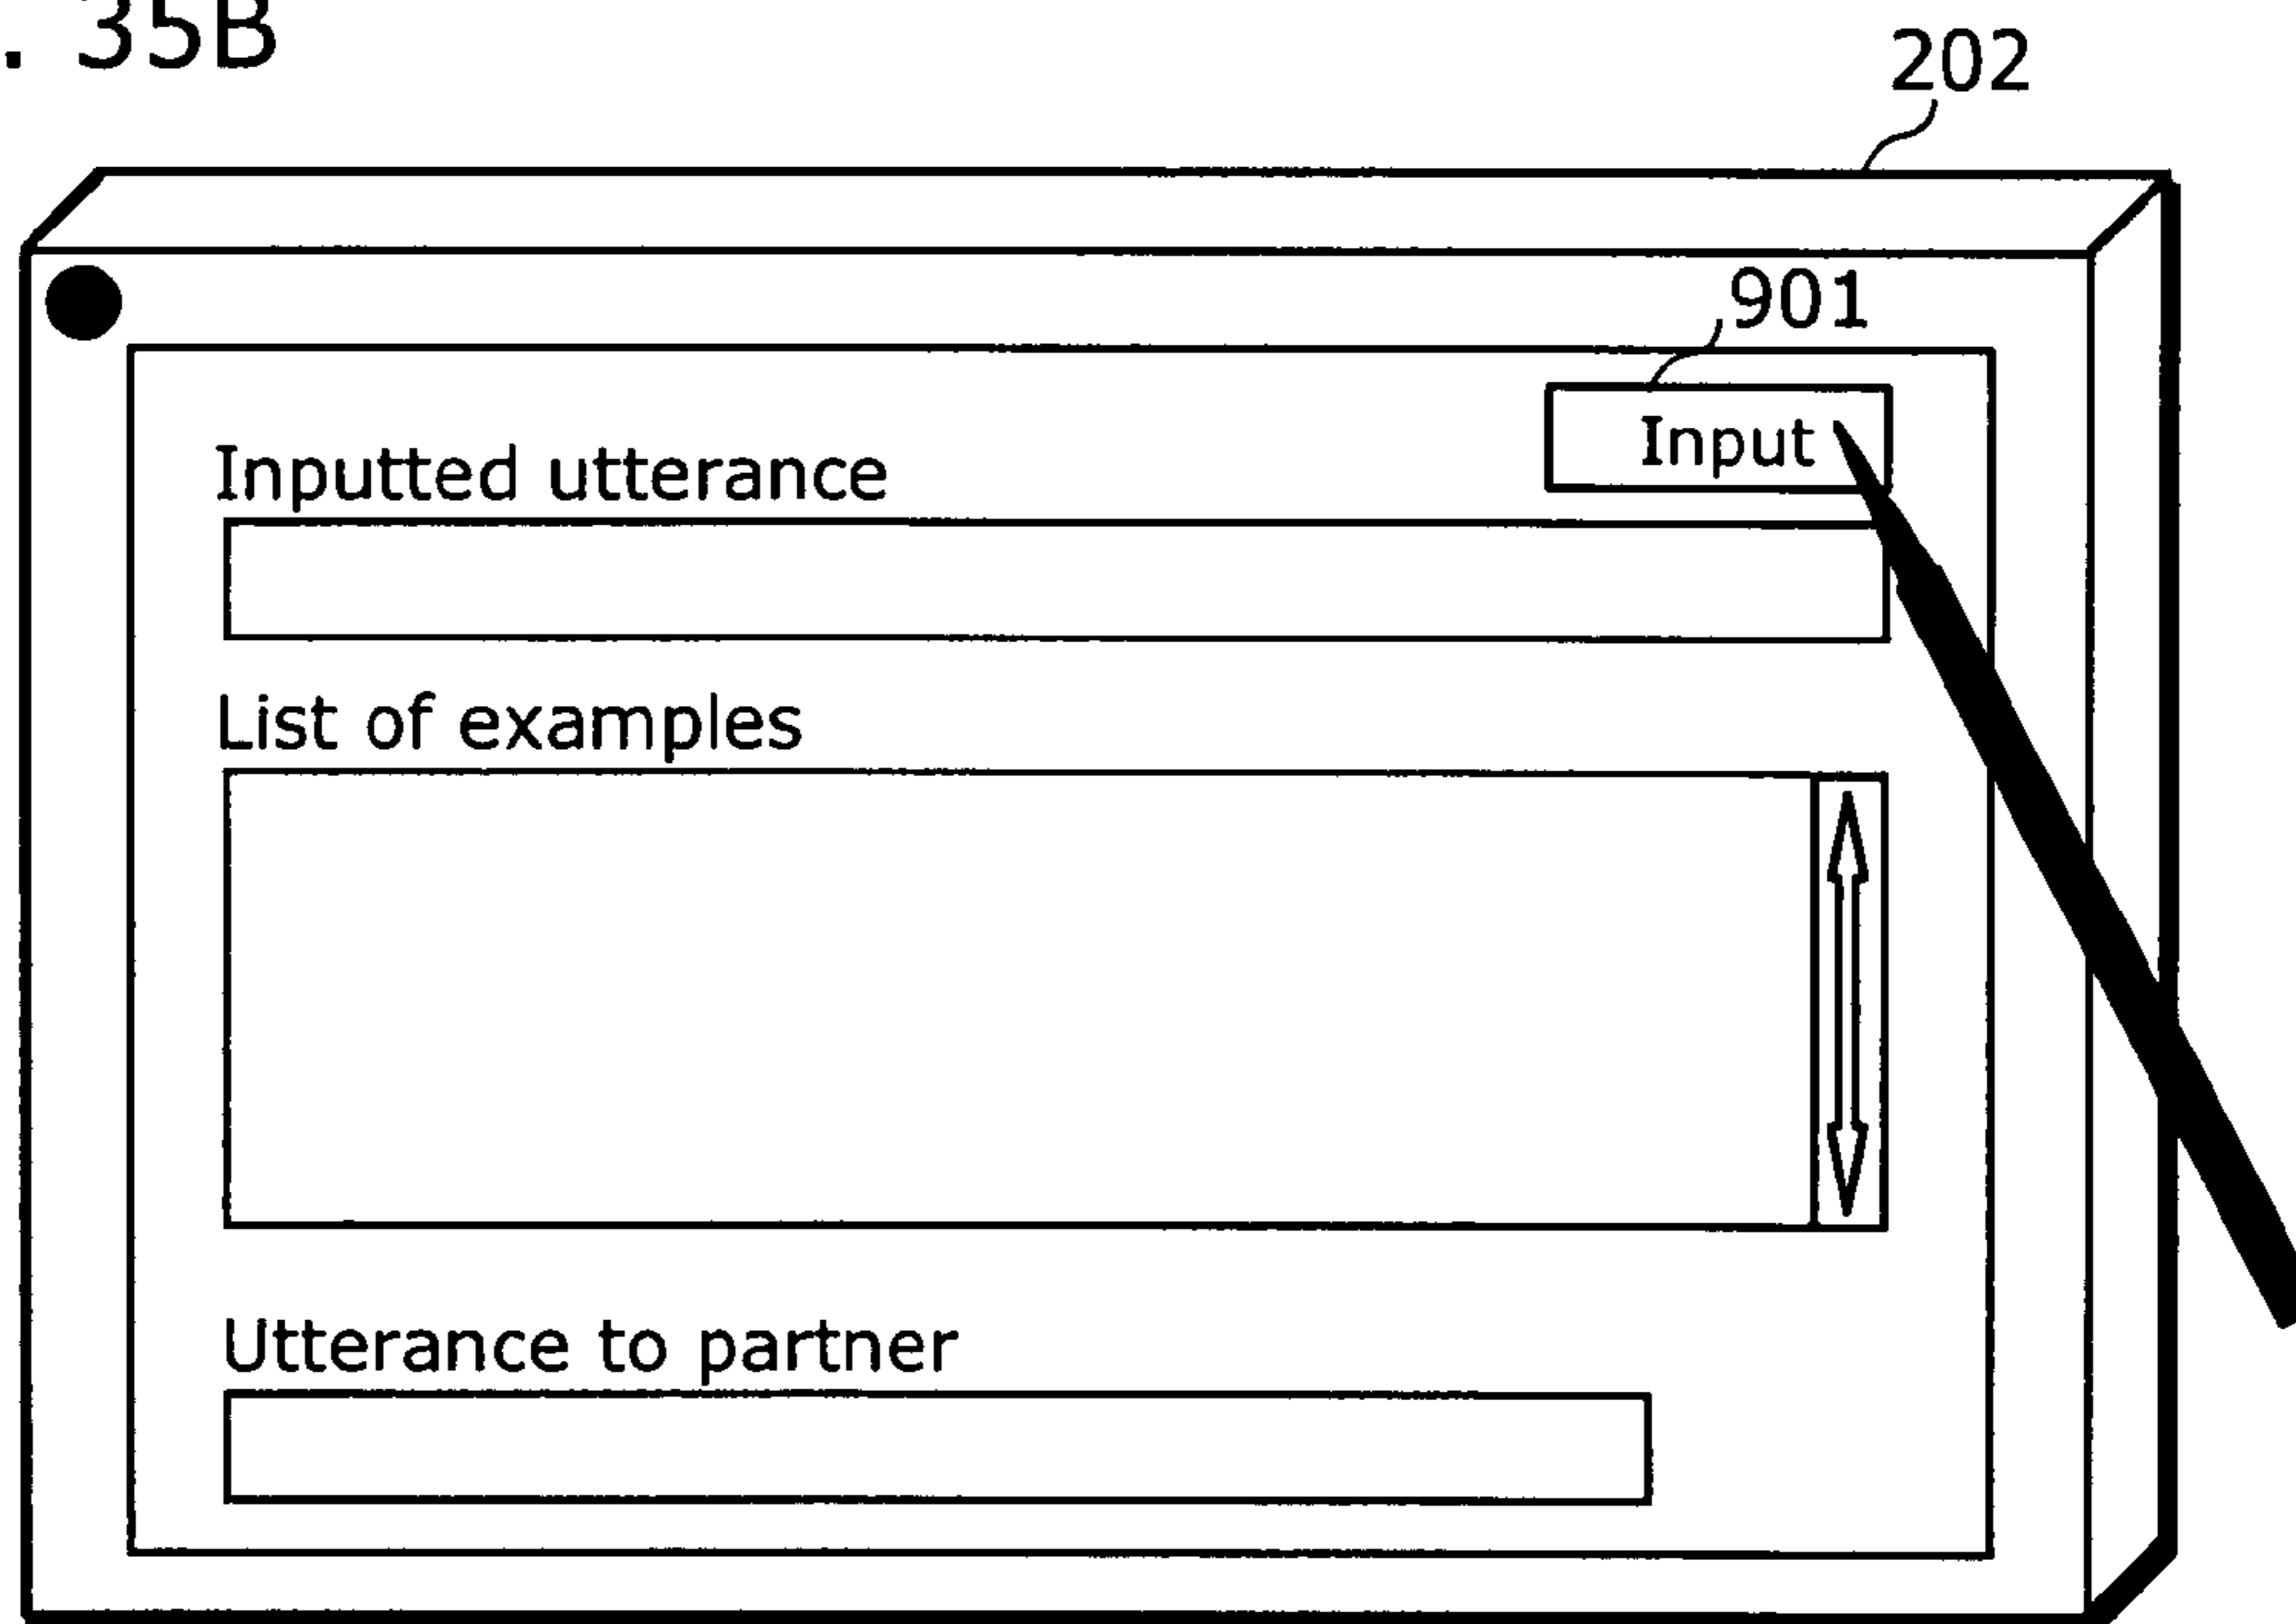 . 35B
202
901
Input
Inputted utterance
List of examples
Utterance to partner